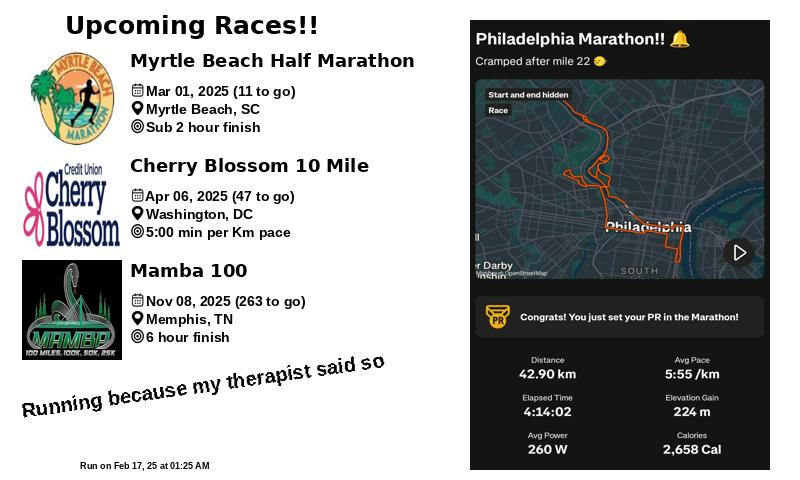 Upcoming Races!!
MYRTLE BEACH
MARATHON
Myrtle Beach Half Marathon
Mar 01, 2025 (11 to go)
Myrtle Beach, SC
Sub 2 hour finish
Credit Union
Cherry
Blossom
Cherry Blossom 10 Mile
Apr 06, 2025 (47 to go)
Washington, DC
5:00 min per Km pace
MAMBA
100 MILES, 100K, 50K, 25K
Mamba 100
Nov 08, 2025 (263 to go)
Memphis, TN
6 hour finish
Running because my therapist said so
Run on Feb 17, 25 at 01:25 AM
Philadelphia Marathon!! 🔔
Cramped after mile 22
Start and end hidden
Race
Philadelphia
ll
er Darby
SOUTH
OpenStreetMap
PR
Congrats! You just set your PR in the Marathon!
Distance
42.90 km
Avg Pace
5:55 /km
Elapsed Time
4:14:02
Elevation Gain
224 m
Avg Power
260 W
Calories
2,658 Cal